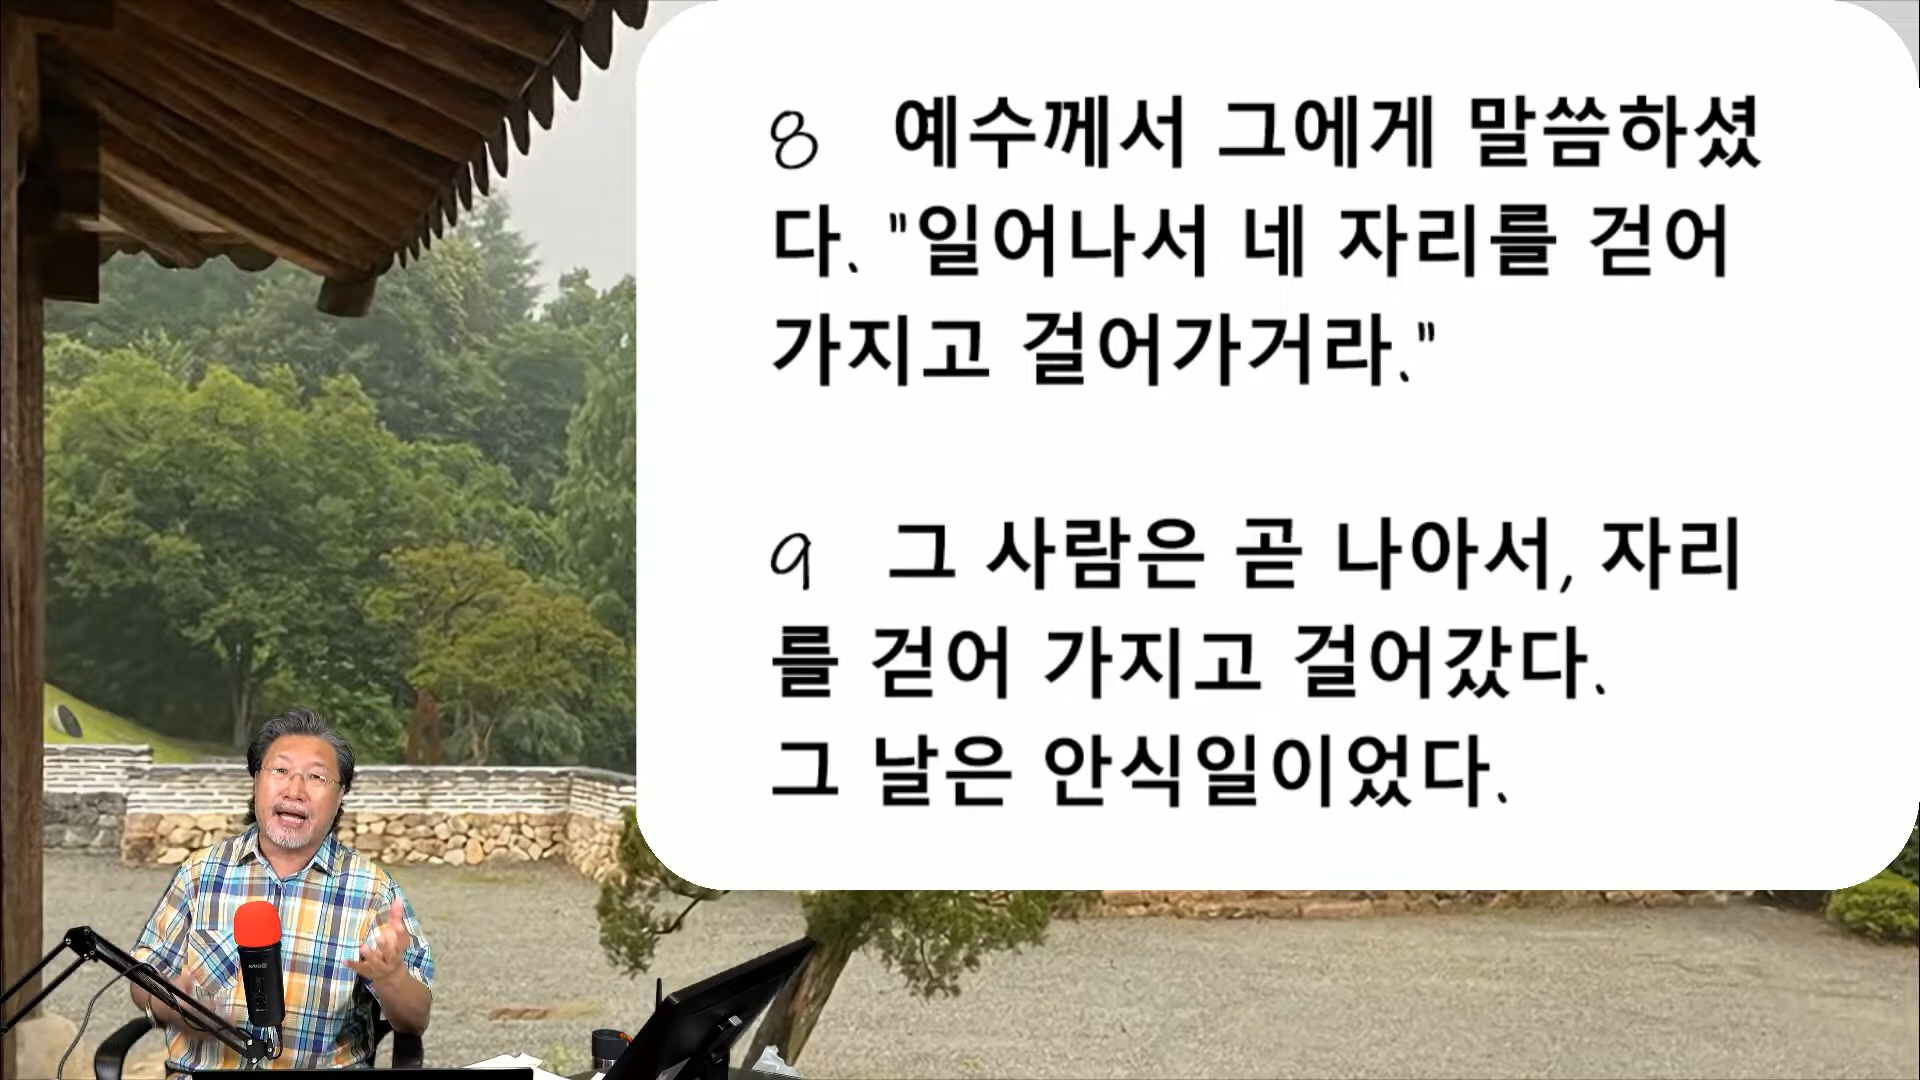 8 예수께서 그에게 말씀하셨
다. "일어나서 네 자리를 걷어
가지고 걸어가거라."
9 그 사람은 곧 나아서, 자리
를 걷어 가지고 걸어갔다.
그 날은 안식일이었다.